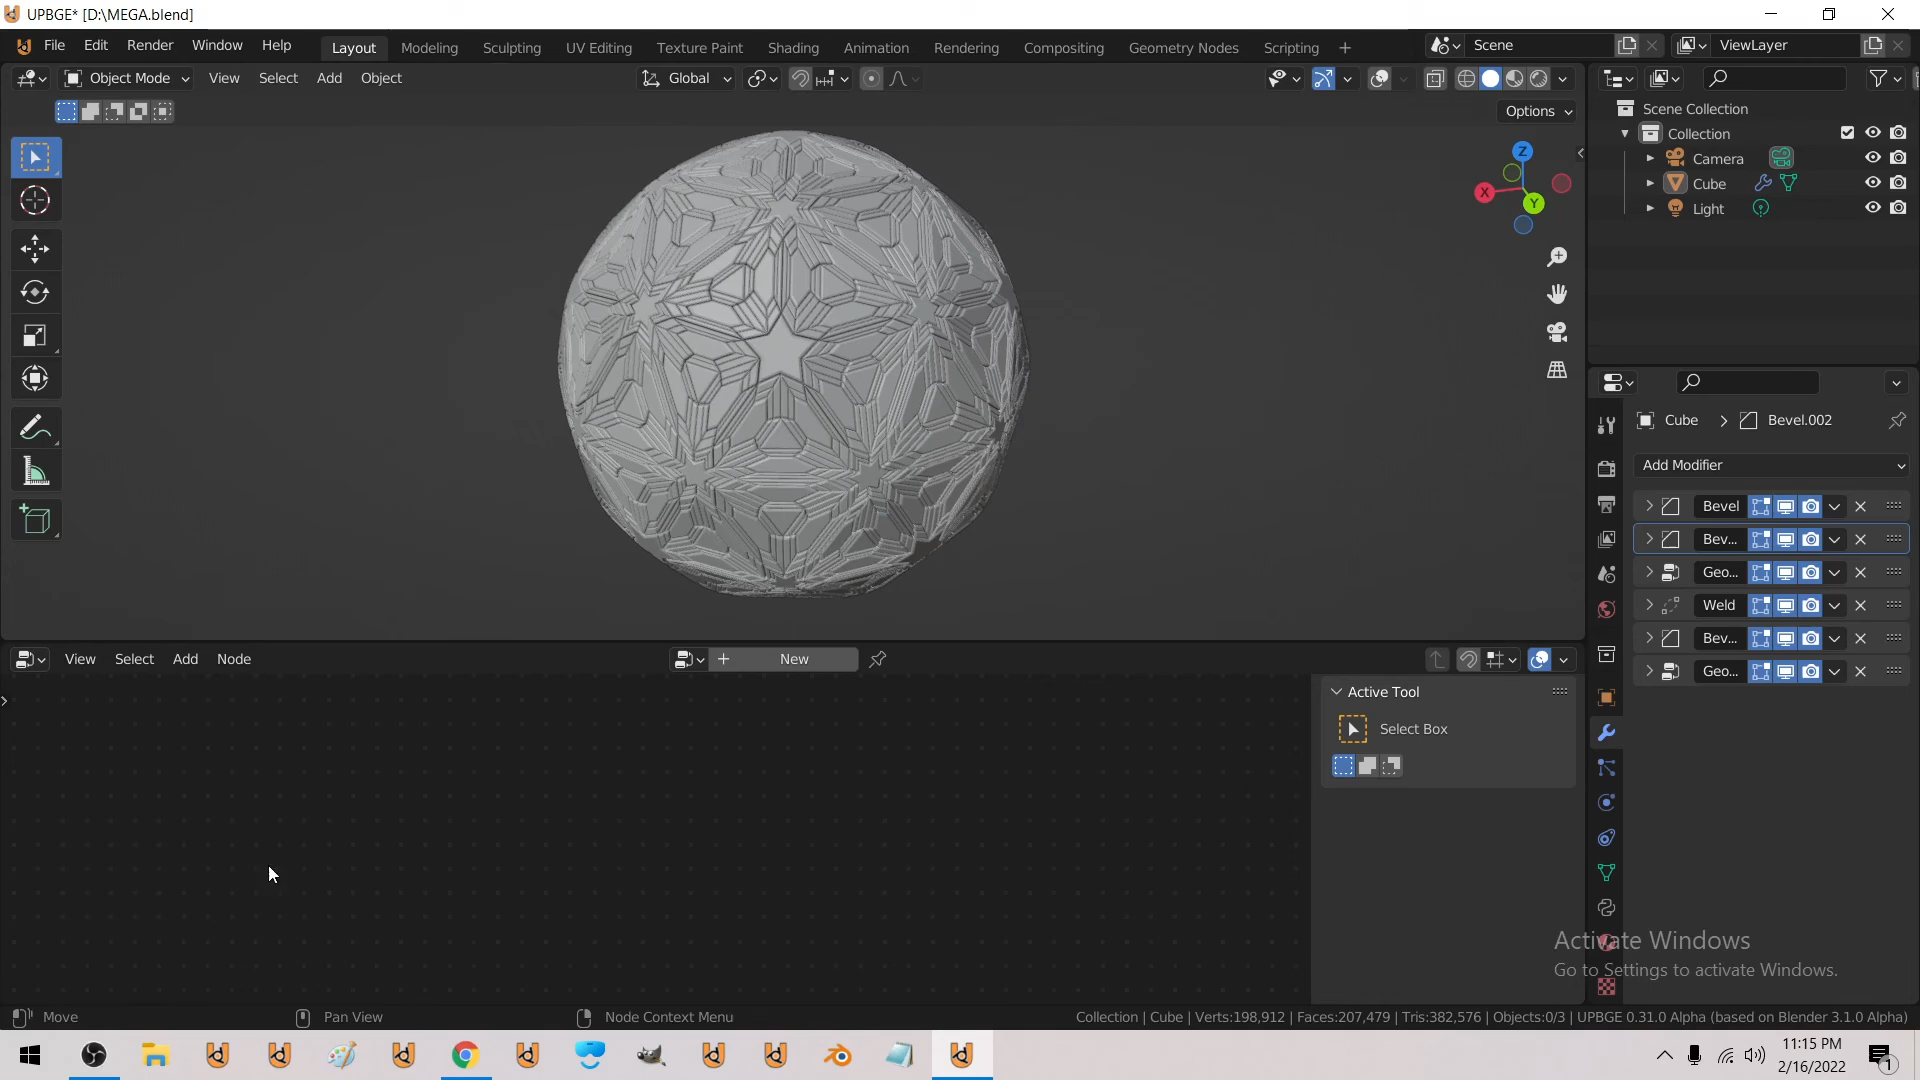 UPBGE* [D:\MEGA.blend]
File Edit Render Window Help Layout Modeling Sculpting UV Editing Texture Paint Shading Animation Rendering Compositing Geometry Nodes Scripting + Scene ViewLayer
Object Mode View Select Add Object Global
Options
Scene Collection
Collection
Camera
Cube
Light
Z
X
Y
Cube > Bevel.002
Add Modifier
Bevel
Bev...
Geo...
Weld
Bev...
Geo...
View Select Add Node + New
Active Tool
Select Box
Activate Windows
Go to Settings to activate Windows.
Move Pan View Node Context Menu Collection | Cube | Verts:198,912 | Faces:207,479 | Tris:382,576 | Objects:0/3 | UPBGE 0.31.0 Alpha (based on Blender 3.1.0 Alpha)
11:15 PM
2/16/2022
1